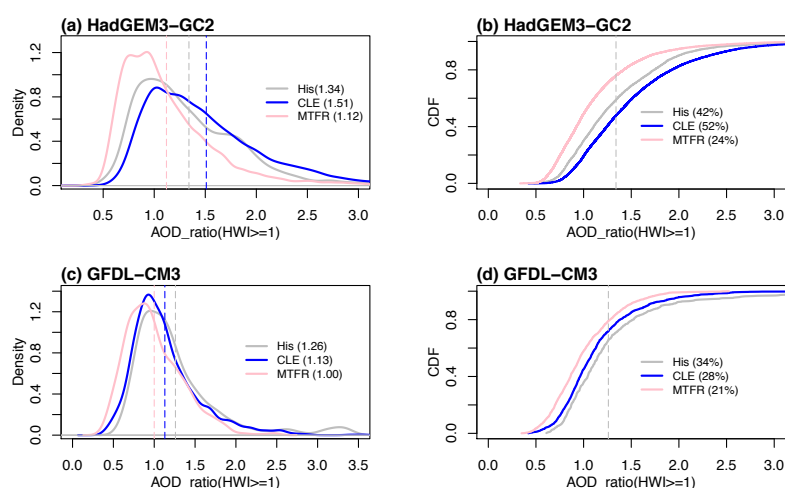 (a) HadGEM3−GC2
Density
0.0 0.4 0.8 1.2
His(1.34)
CLE (1.51)
MTFR (1.12)
0.5 1.0 1.5 2.0 2.5 3.0
AOD_ratio(HWI>=1)
(b) HadGEM3−GC2
CDF
0.0 0.4 0.8
His (42%)
CLE (52%)
MTFR (24%)
0.0 0.5 1.0 1.5 2.0 2.5 3.0
AOD_ratio(HWI>=1)
(c) GFDL−CM3
Density
0.0 0.4 0.8 1.2
His (1.26)
CLE (1.13)
MTFR (1.00)
0.0 0.5 1.0 1.5 2.0 2.5 3.0 3.5
AOD_ratio(HWI>=1)
(d) GFDL−CM3
CDF
0.0 0.4 0.8
His (34%)
CLE (28%)
MTFR (21%)
0.0 0.5 1.0 1.5 2.0 2.5 3.0
AOD_ratio(HWI>=1)